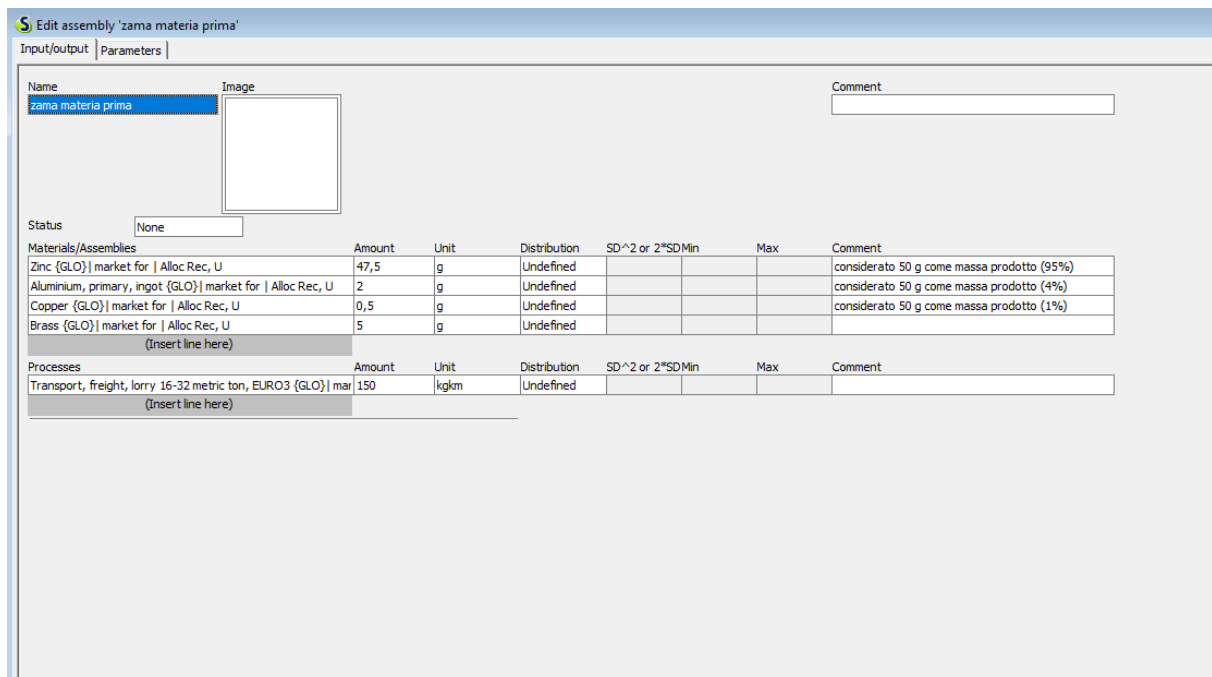 S Edit assembly 'zama materia prima'
Input/output Parameters
Name Image Comment
zama materia prima
Status None
Materials/Assemblies Amount Unit Distribution SD^2 or 2*SD Min Max Comment
Zinc {GLO}| market for | Alloc Rec, U 47,5 g Undefined considerato 50 g come massa prodotto (95%)
Aluminium, primary, ingot {GLO}| market for | Alloc Rec, U 2 g Undefined considerato 50 g come massa prodotto (4%)
Copper {GLO}| market for | Alloc Rec, U 0,5 g Undefined considerato 50 g come massa prodotto (1%)
Brass {GLO}| market for | Alloc Rec, U 5 g Undefined
(Insert line here)
Processes Amount Unit Distribution SD^2 or 2*SD Min Max Comment
Transport, freight, lorry 16-32 metric ton, EURO3 {GLO}| mar 150 kgkm Undefined
(Insert line here)